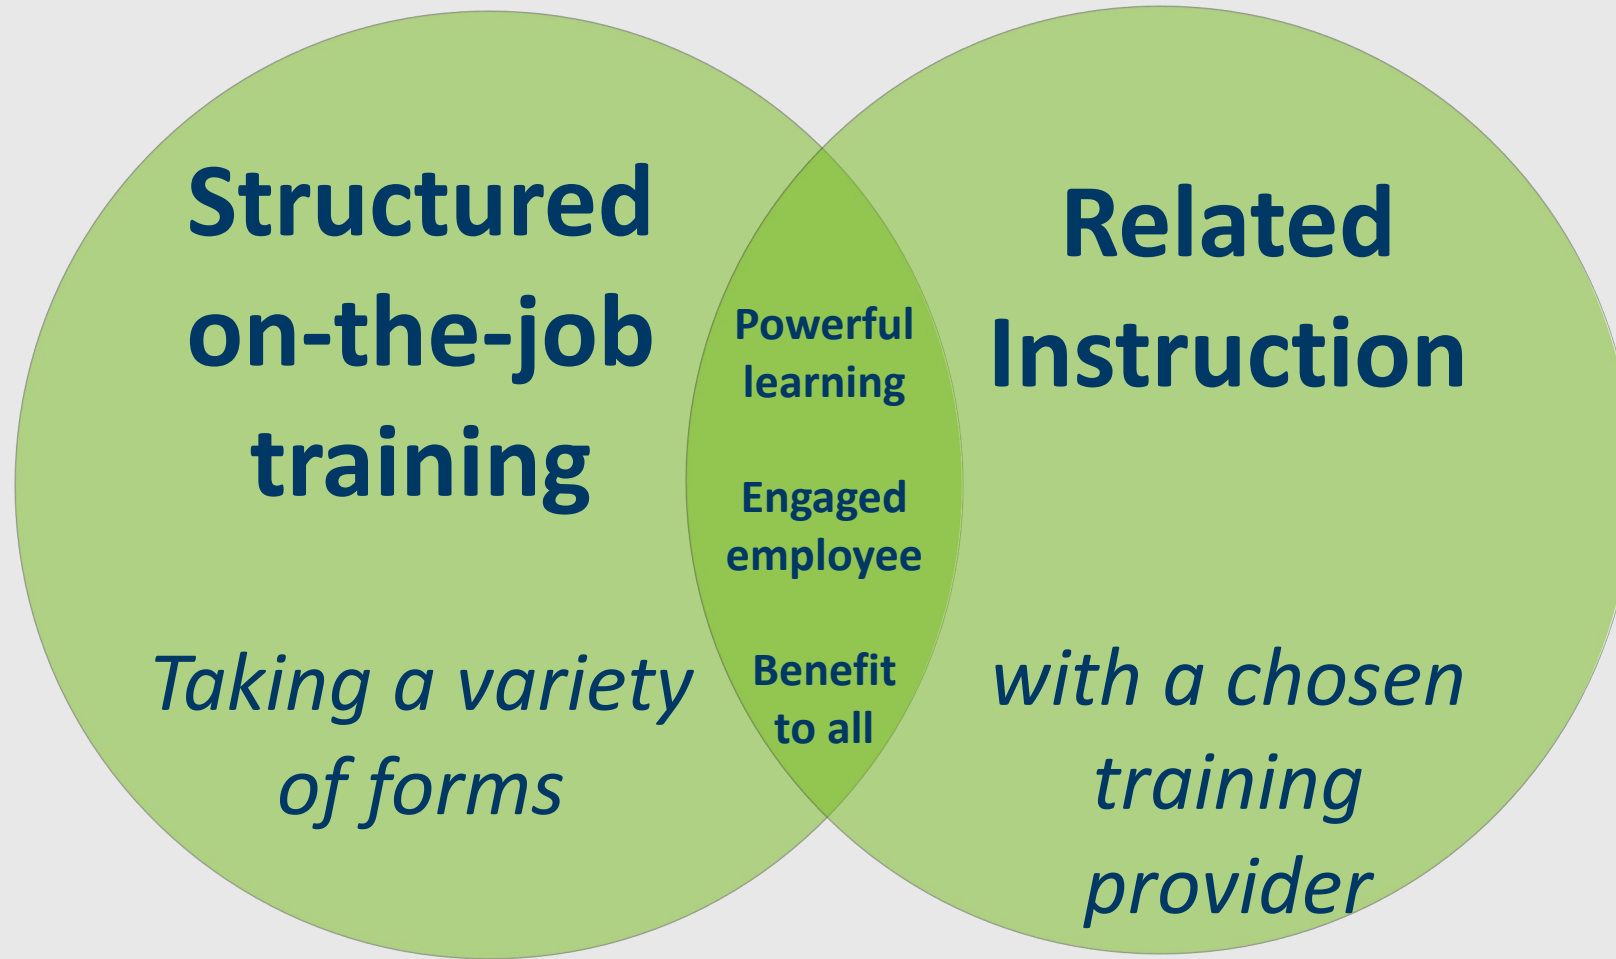 Structured
on-the-job
training
Taking a variety
of forms
Powerful
learning
Engaged
employee
Benefit
to all
Related
Instruction
with a chosen
training
provider